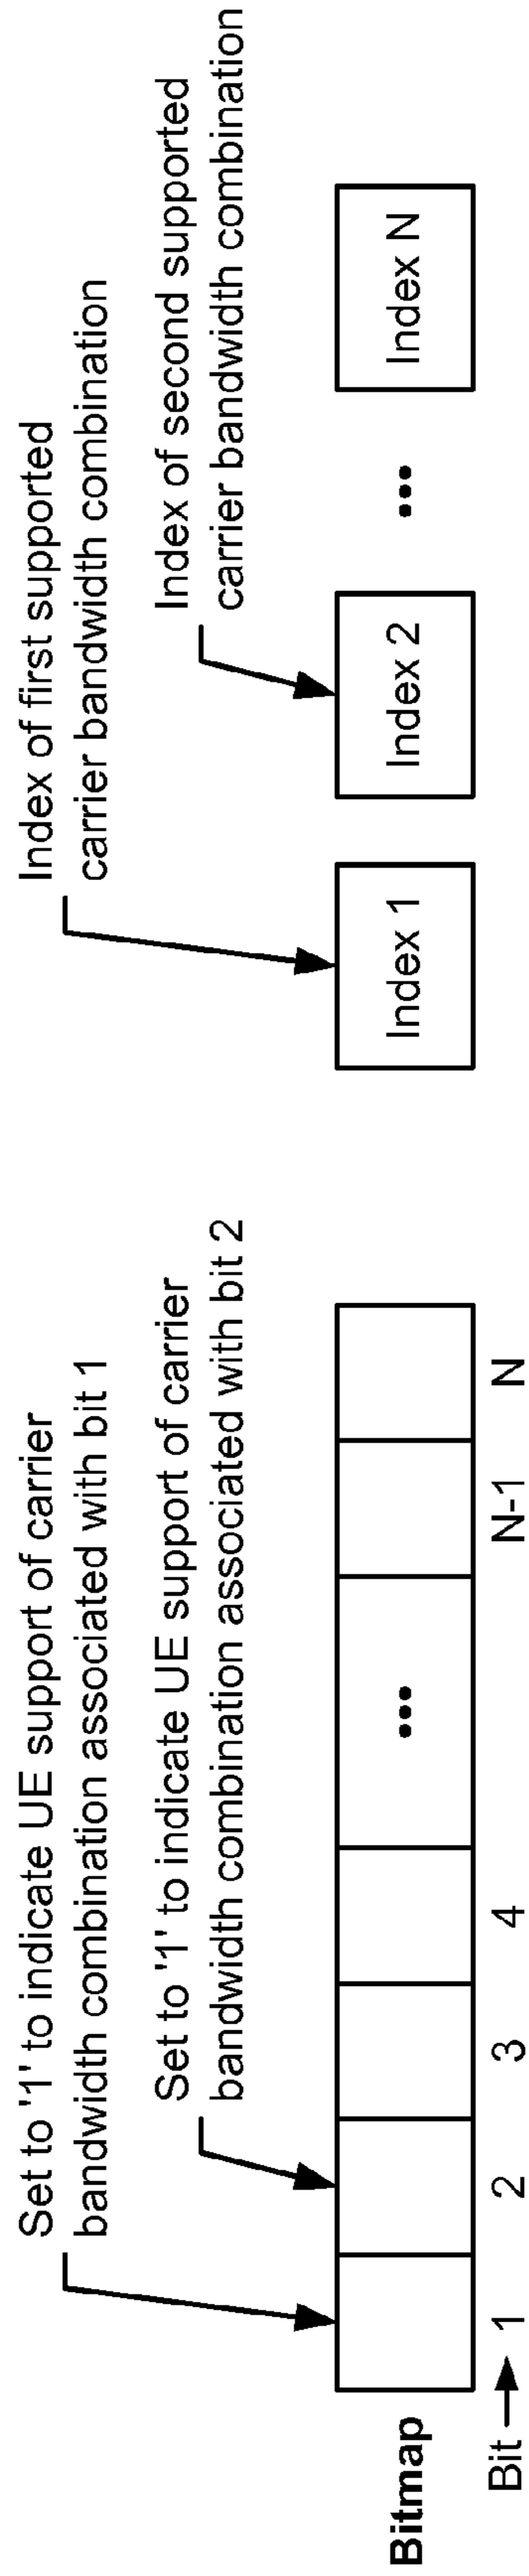 Set to '1' to indicate UE support of carrier
bandwidth combination associated with bit 1
Set to '1' to indicate UE support of carrier
bandwidth combination associated with bit 2
Bitmap
...
Bit
1
2
3
4
N-1
N
Index of first supported
carrier bandwidth combination
Index of second supported
carrier bandwidth combination
Index 1
Index 2
...
Index N